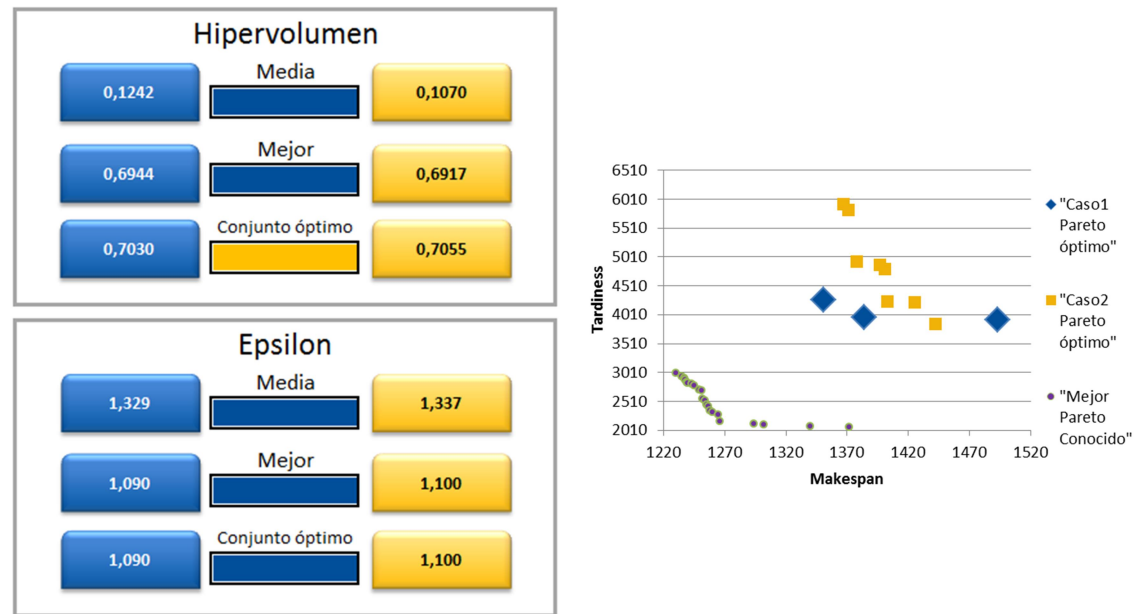 Hipervolumen
Media
0,1242
0,1070
Mejor
0,6944
0,6917
Conjunto óptimo
0,7030
0,7055
Epsilon
Media
1,329
1,337
Mejor
1,090
1,100
Conjunto óptimo
1,090
1,100
Tardiness
6510
6010
5510
5010
4510
4010
3510
3010
2510
2010
1220 1270 1320 1370 1420 1470 1520
Makespan
"Caso1
Pareto
óptimo"
"Caso2
Pareto
óptimo"
"Mejor
Pareto
Conocido"